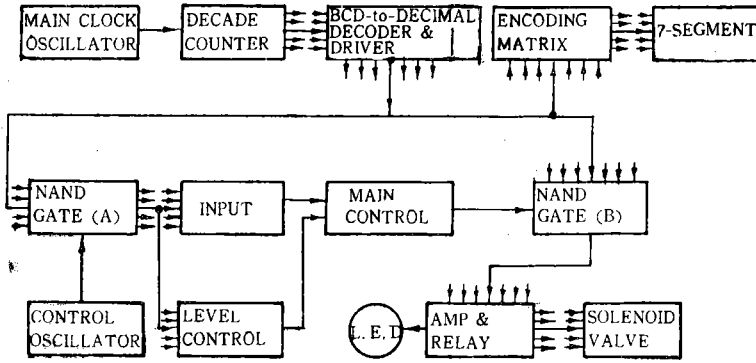 MAIN CLOCK
OSCILLATOR
DECADE
COUNTER
BCD-to-DECIMAL
DECODER &
DRIVER
ENCODING
MATRIX
7-SEGMENT
NAND
GATE (A)
INPUT
MAIN
CONTROL
NAND
GATE (B)
CONTROL
OSCILLATOR
LEVEL
CONTROL
L.E.D
AMP &
RELAY
SOLENOID
VALVE